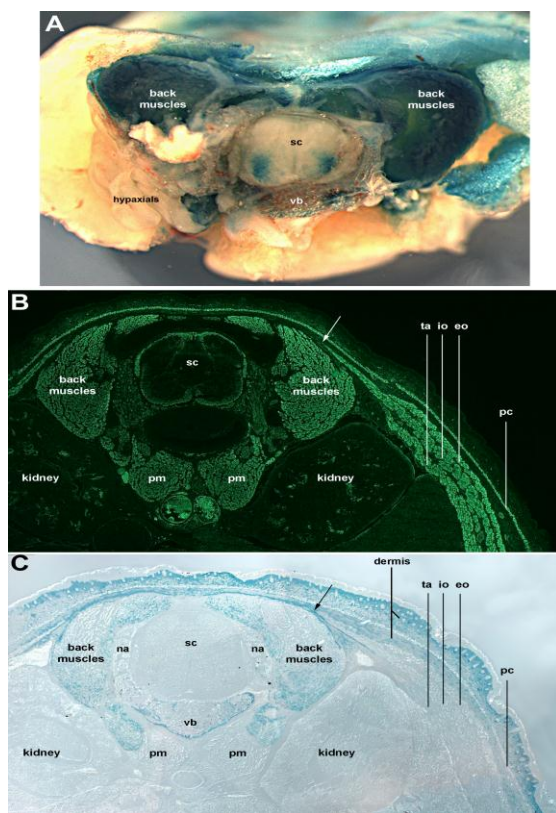 A
back
muscles
back
muscles
sc
hypaxials
vb
B
ta io eo
sc
back
muscles
back
muscles
pc
kidney
pm
pm
kidney
C
dermis
ta io eo
sc
back
muscles
na
na
back
muscles
pc
vb
kidney
pm
pm
kidney